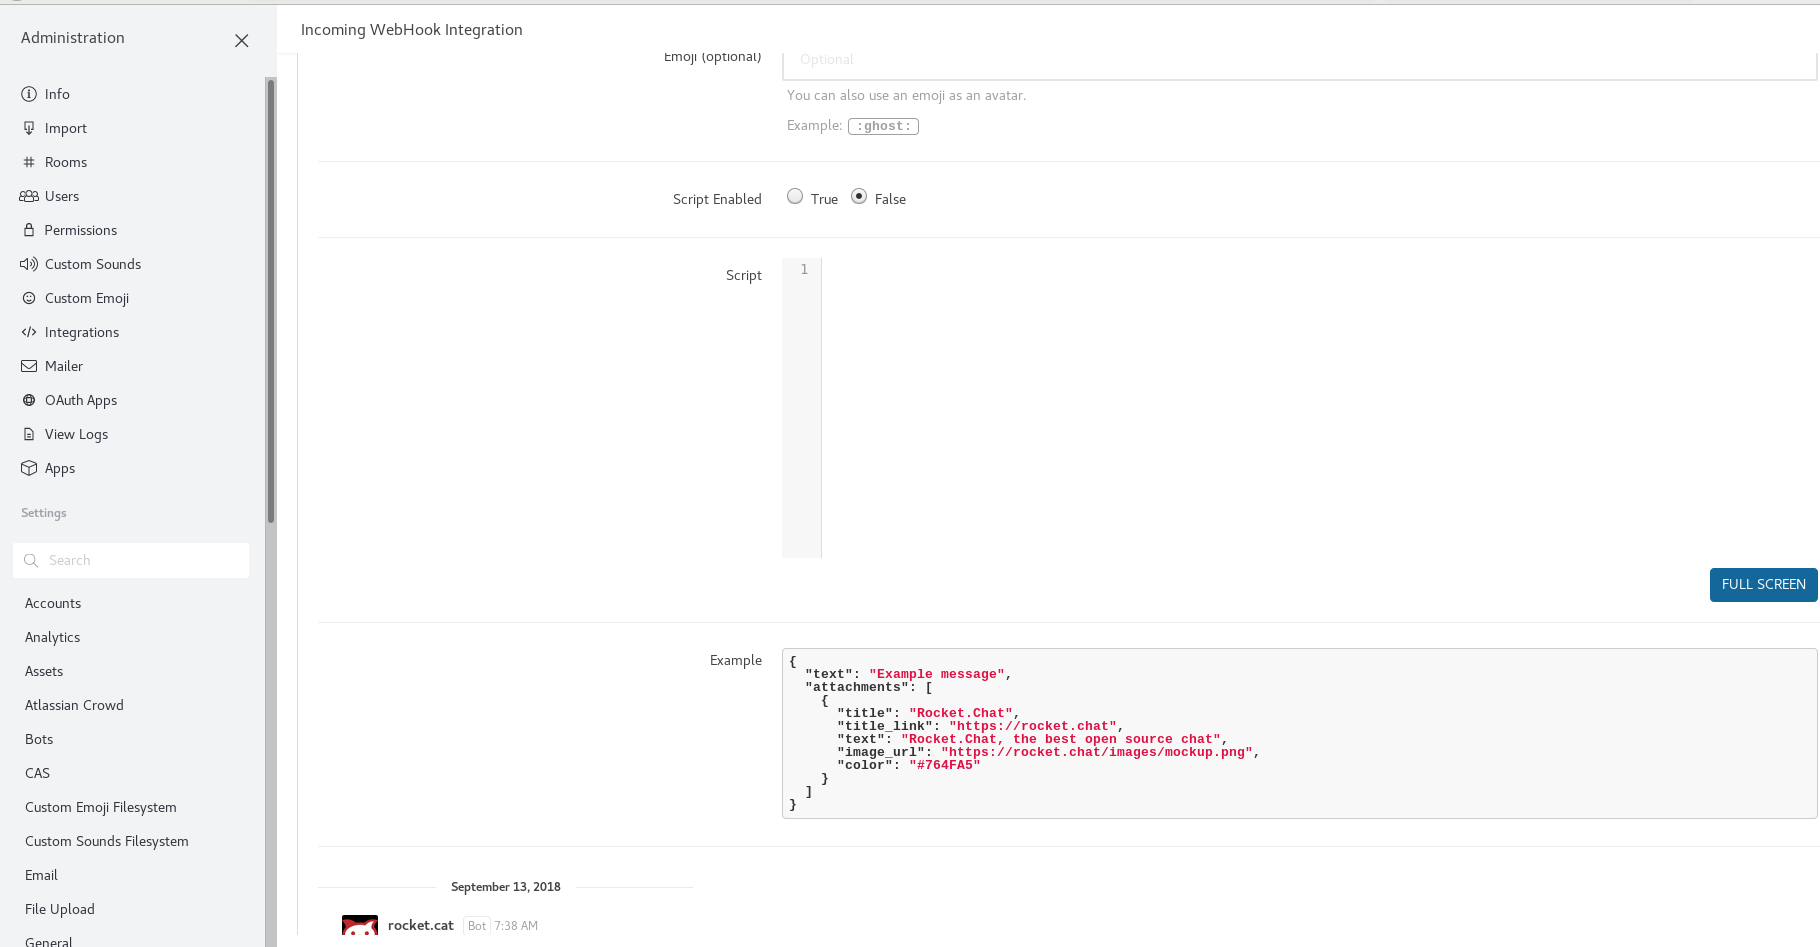 Administration
Info
Import
Rooms
Users
Permissions
Custom Sounds
Custom Emoji
Integrations
Mailer
OAuth Apps
View Logs
Apps
Settings
Search
Accounts
Analytics
Assets
Atlassian Crowd
Bots
CAS
Custom Emoji Filesystem
Custom Sounds Filesystem
Email
File Upload
General
Incoming WebHook Integration
Emoji (optional)
Optional
You can also use an emoji as an avatar.
Example: :ghost:
Script Enabled True False
Script
1
FULL SCREEN
Example
{
"text": "Example message",
"attachments": [
{
"title": "Rocket.Chat",
"title_link": "https://rocket.chat",
"text": "Rocket.Chat, the best open source chat",
"image_url": "https://rocket.chat/images/mockup.png",
"color": "#764FA5"
}
]
}
September 13, 2018
rocket.cat Bot 7:38 AM